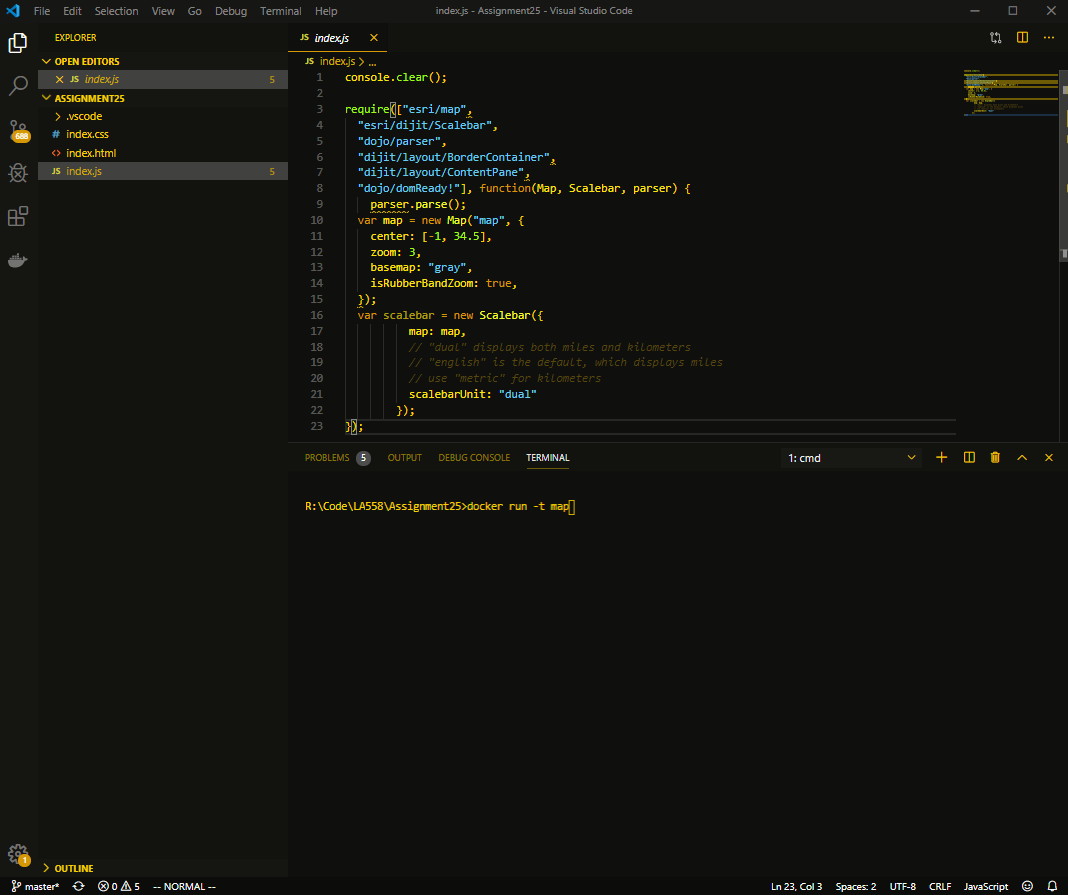 File Edit Selection View Go Debug Terminal Help index.js - Assignment25 - Visual Studio Code
EXPLORER
OPEN EDITORS
JS index.js 5
ASSIGNMENT25
.vscode
# index.css
<> index.html
JS index.js 5
OUTLINE
688
1
JS index.js
JS index.js > ...
1 console.clear();
2
3 require(["esri/map",
4 "esri/dijit/Scalebar",
5 "dojo/parser",
6 "dijit/layout/BorderContainer",
7 "dijit/layout/ContentPane",
8 "dojo/domReady!"], function(Map, Scalebar, parser) {
9 parser.parse();
10 var map = new Map("map", {
11 center: [-1, 34.5],
12 zoom: 3,
13 basemap: "gray",
14 isRubberBandZoom: true,
15 });
16 var scalebar = new Scalebar({
17 map: map,
18 // "dual" displays both miles and kilometers
19 // "english" is the default, which displays miles
20 // use "metric" for kilometers
21 scalebarUnit: "dual"
22 });
23 });
PROBLEMS 5 OUTPUT DEBUG CONSOLE TERMINAL 1: cmd
R:\Code\LA558\Assignment25>docker run -t map
master* 0 5 -- NORMAL -- Ln 23, Col 3 Spaces: 2 UTF-8 CRLF JavaScript